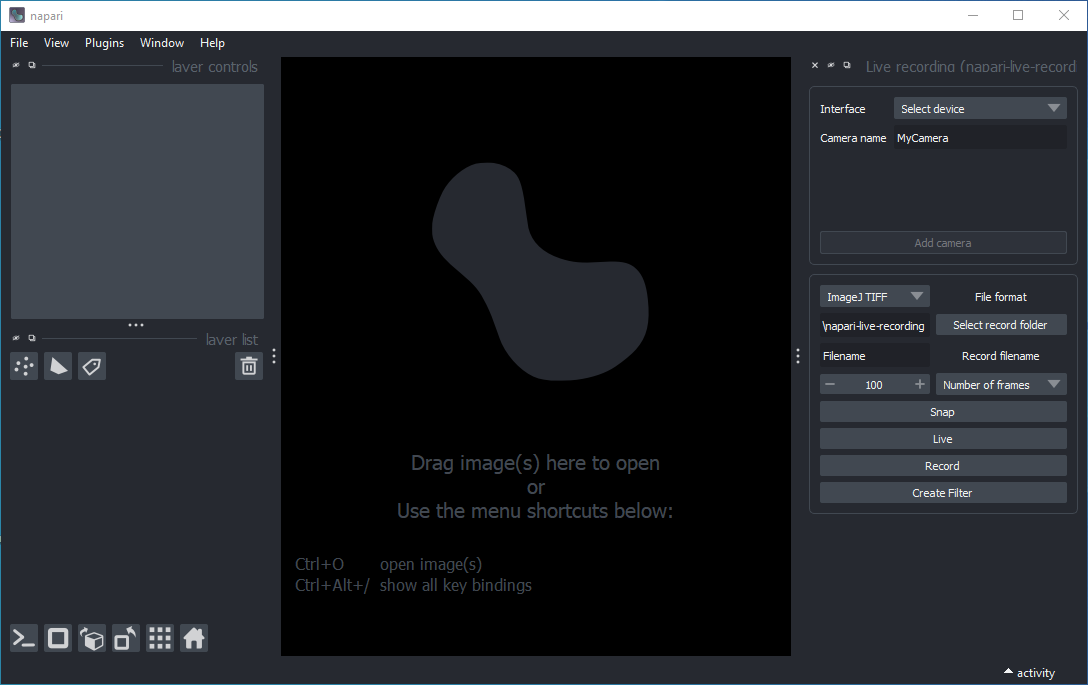 napari
File View Plugins Window Help
layer controls
layer list
Drag image(s) here to open
or
Use the menu shortcuts below:
Ctrl+O open image(s)
Ctrl+Alt+/ show all key bindings
Live recording (napari-live-record
Interface Select device
Camera name MyCamera
Add camera
ImageJ TIFF File format
\napari-live-recording Select record folder
Filename Record filename
100 Number of frames
Snap
Live
Record
Create Filter
activity